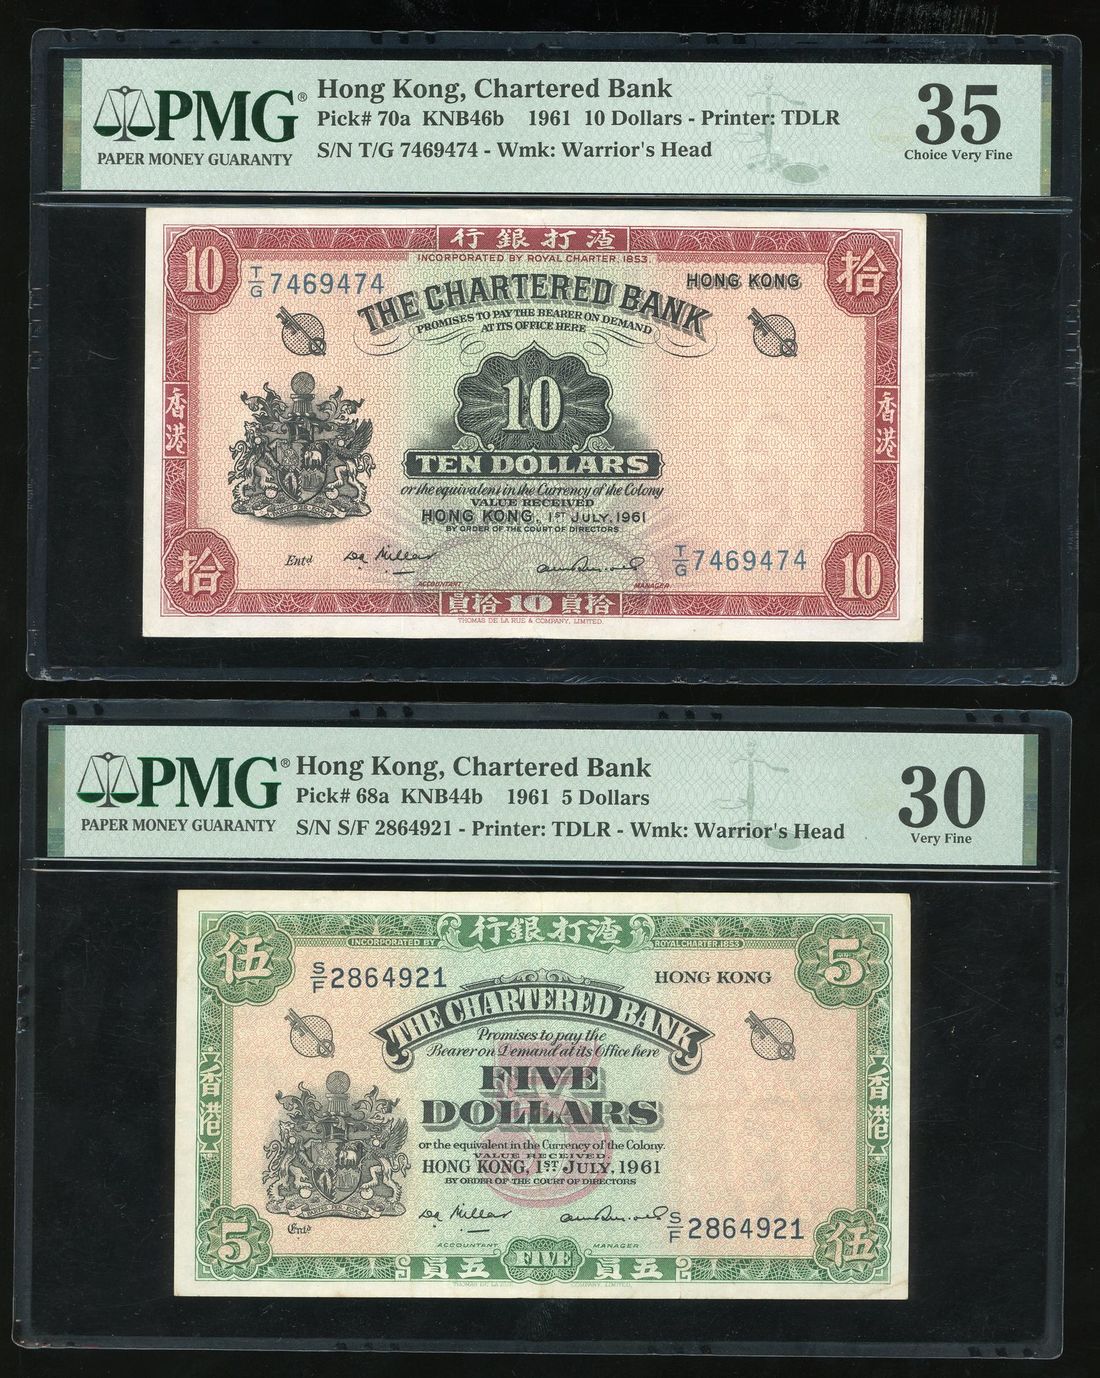 PMG®
PAPER MONEY GUARANTY
Hong Kong, Chartered Bank
Pick# 70a KNB46b 1961 10 Dollars - Printer: TDLR
S/N T/G 7469474 - Wmk: Warrior's Head
35
Choice Very Fine
行銀打渣
INCORPORATED BY ROYAL CHARTER, 1853
10
T/G 7469474
HONG KONG
拾
THE CHARTERED BANK
PROMISES TO PAY THE BEARER ON DEMAND
AT ITS OFFICE HERE
香港
10
香港
TEN DOLLARS
or the equivalent in the Currency of the Colony
VALUE RECEIVED
HONG KONG, 1ST JULY, 1961
BY ORDER OF THE COURT OF DIRECTORS
拾
Entd
T/G 7469474
10
ACCOUNTANT
MANAGER
員拾10員拾
THOMAS DE LA RUE & COMPANY, LIMITED.
PMG®
PAPER MONEY GUARANTY
Hong Kong, Chartered Bank
Pick# 68a KNB44b 1961 5 Dollars
S/N S/F 2864921 - Printer: TDLR - Wmk: Warrior's Head
30
Very Fine
行銀打渣
INCORPORATED BY ROYAL CHARTER 1853
伍
S/F 2864921
HONG KONG
5
THE CHARTERED BANK
Promises to pay the
Bearer on Demand at its Office here
FIVE
DOLLARS
香港
香港
or the equivalent in the Currency of the Colony.
VALUE RECEIVED
HONG KONG, 1ST JULY, 1961
BY ORDER OF THE COURT OF DIRECTORS
5
Entd
S/F 2864921
伍
ACCOUNTANT
MANAGER
員五 FIVE 員五